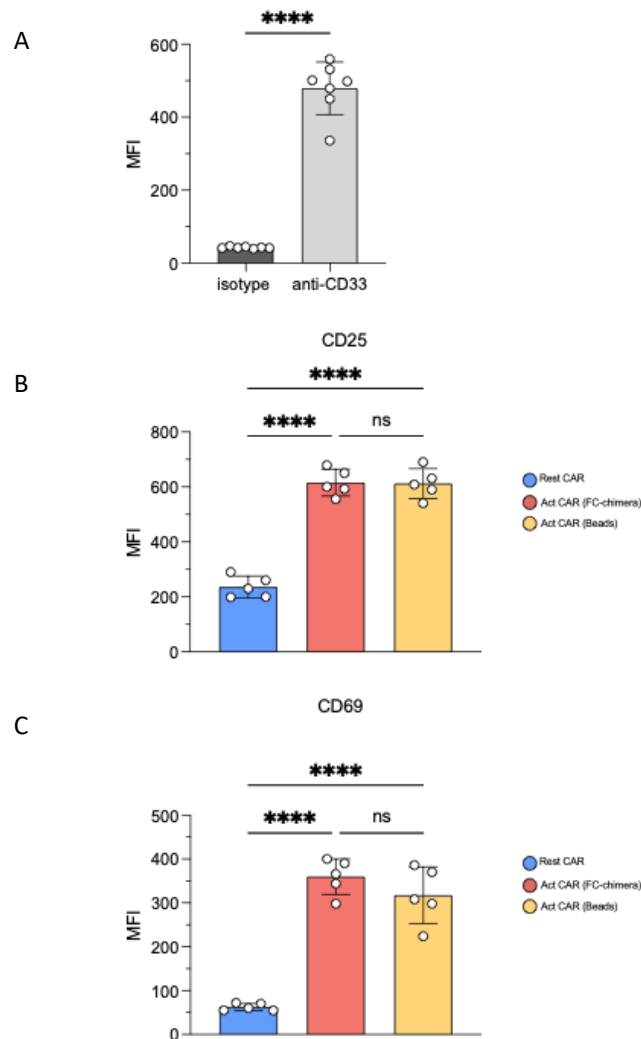 A
****
600
400
200
0
MFI
isotype anti-CD33
CD25
B
****
**** ns
800
600
400
200
0
MFI
Rest CAR
Act CAR (FC-chimera)
Act CAR (Beads)
CD69
C
****
**** ns
500
400
300
200
100
0
MFI
Rest CAR
Act CAR (FC-chimera)
Act CAR (Beads)